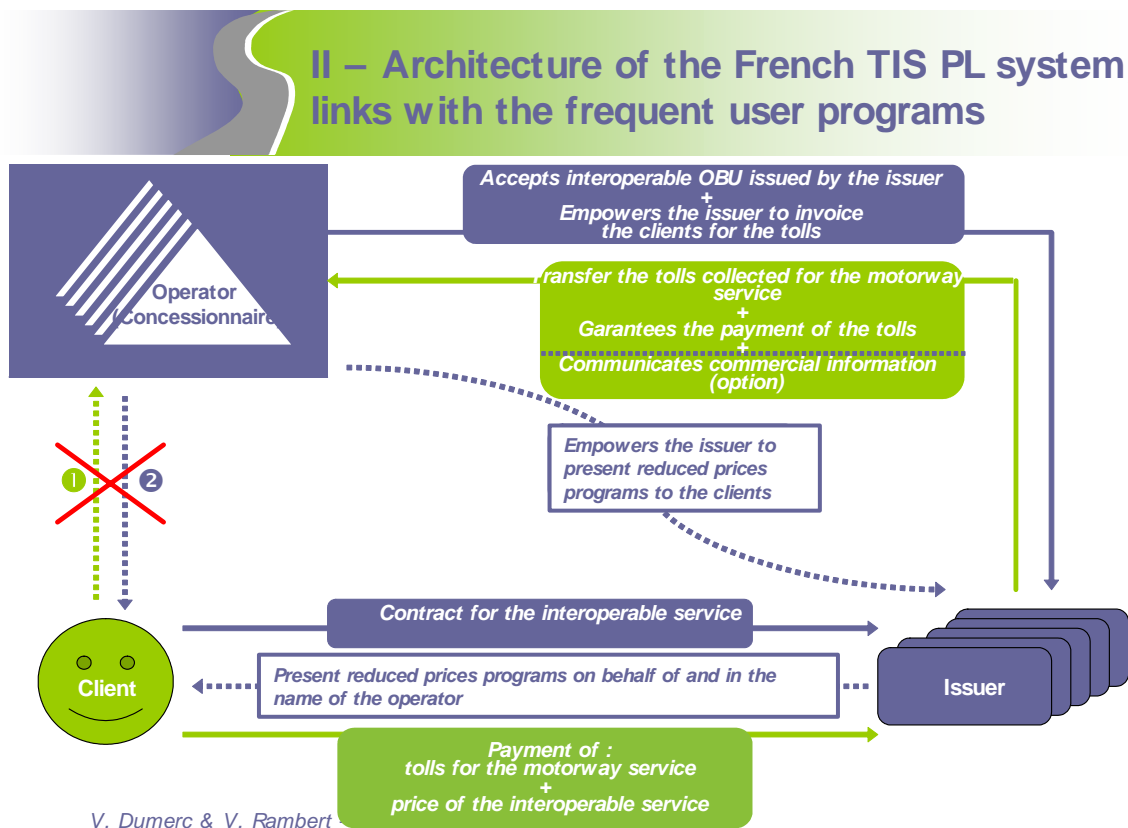 II – Architecture of the French TIS PL system
links with the frequent user programs
Accepts interoperable OBU issued by the issuer
+
Empowers the issuer to invoice
the clients for the tolls
Operator
(Concessionnaire
Transfer the tolls collected for the motorway
service
+
Garantees the payment of the tolls
+
Communicates commercial information
(option)
Empowers the issuer to
present reduced prices
programs to the clients
1
2
Contract for the interoperable service
Client
Present reduced prices programs on behalf of and in the
name of the operator
Issuer
Payment of :
tolls for the motorway service
+
price of the interoperable service
V. Dumerc & V. Rambert -